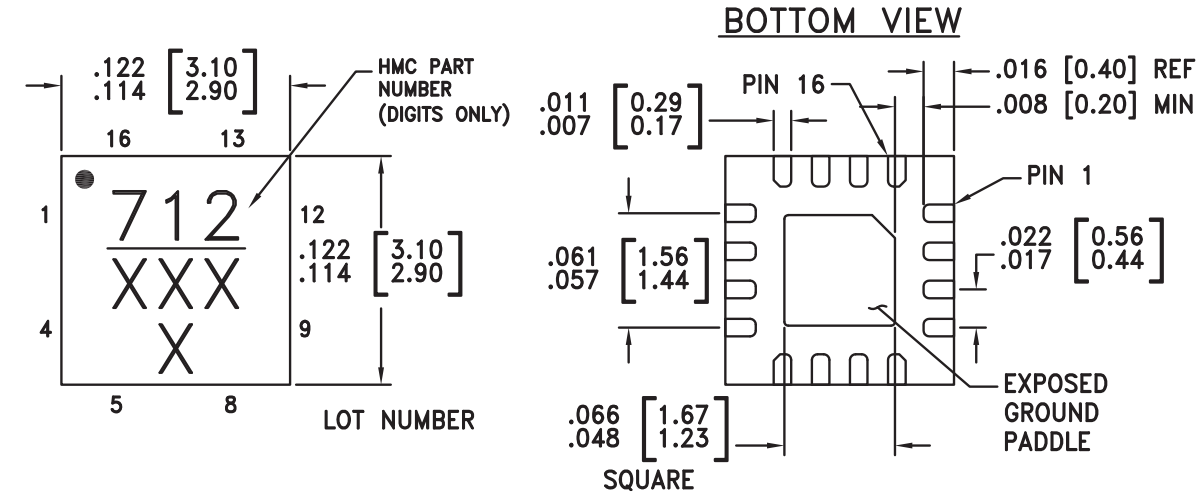 BOTTOM VIEW
.122 [3.10]
.114 [2.90]
HMC PART
NUMBER
(DIGITS ONLY)
16 13
712
XXX
X
1
4
12
9
5 8
.122 [3.10]
.114 [2.90]
LOT NUMBER
.011 [0.29]
.007 [0.17]
PIN 16
.016 [0.40] REF
.008 [0.20] MIN
PIN 1
.061 [1.56]
.057 [1.44]
.022 [0.56]
.017 [0.44]
.066 [1.67]
.048 [1.23]
SQUARE
EXPOSED
GROUND
PADDLE